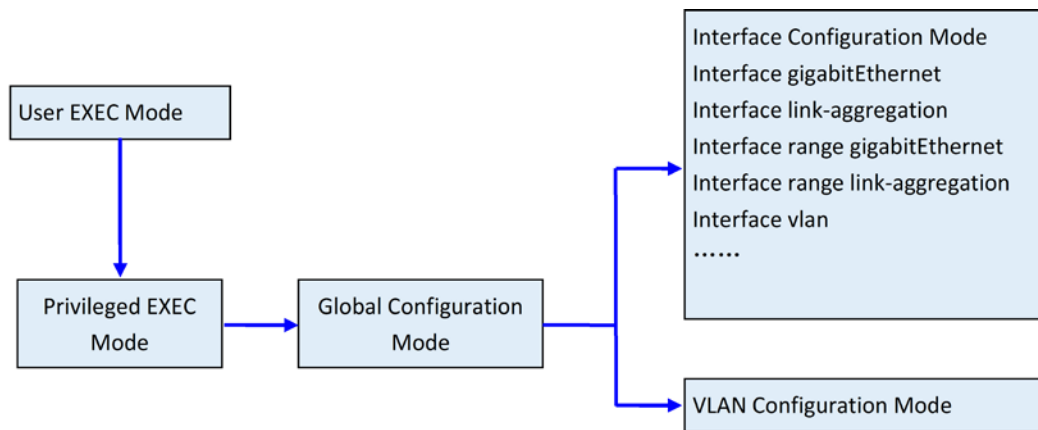 User EXEC Mode
Privileged EXEC
Mode
Global Configuration
Mode
Interface Configuration Mode
Interface gigabitEthernet
Interface link-aggregation
Interface range gigabitEthernet
Interface range link-aggregation
Interface vlan
……
VLAN Configuration Mode